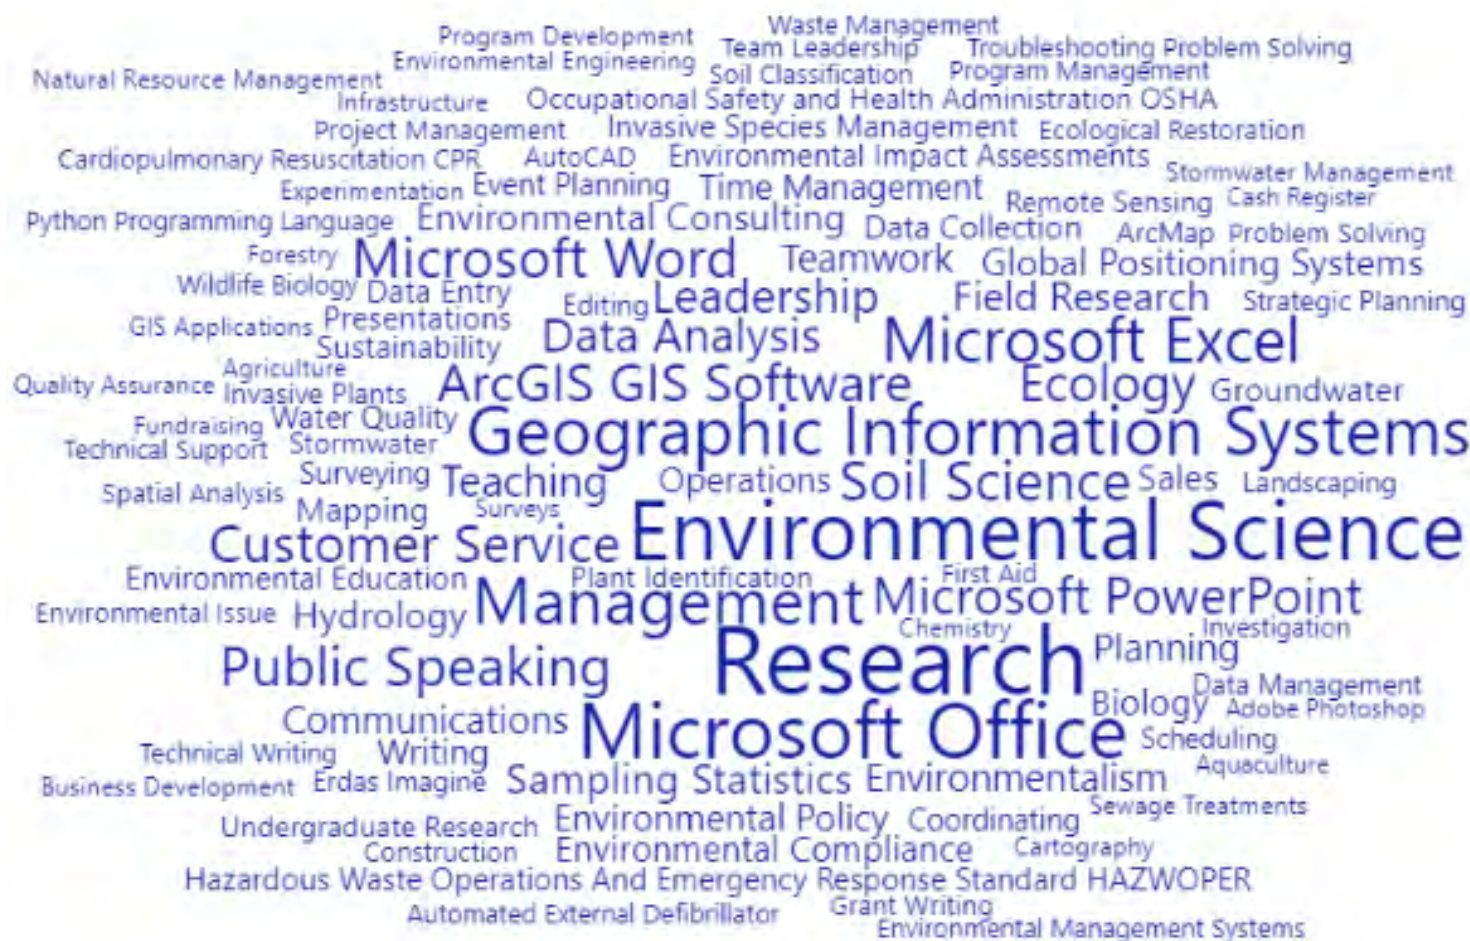 Waste Management
Program Development
Team Leadership
Troubleshooting Problem Solving
Environmental Engineering
Soil Classification
Program Management
Natural Resource Management
Infrastructure
Occupational Safety and Health Administration OSHA
Project Management
Invasive Species Management
Ecological Restoration
Cardiopulmonary Resuscitation CPR
AutoCAD
Environmental Impact Assessments
Stormwater Management
Experimentation
Event Planning
Time Management
Remote Sensing
Cash Register
Python Programming Language
Environmental Consulting
Data Collection
ArcMap
Problem Solving
Forestry
Microsoft Word
Teamwork
Global Positioning Systems
Wildlife Biology
Data Entry
Editing
Leadership
Field Research
Strategic Planning
GIS Applications
Presentations
Sustainability
Data Analysis
Microsoft Excel
Agriculture
Quality Assurance
Invasive Plants
ArcGIS GIS Software
Ecology
Groundwater
Fundraising
Water Quality
Geographic Information Systems
Technical Support
Stormwater
Surveying
Teaching
Operations
Soil Science
Sales
Landscaping
Spatial Analysis
Mapping
Surveys
Customer Service
Environmental Science
Environmental Education
Plant Identification
First Aid
Environmental Issue
Hydrology
Management
Microsoft PowerPoint
Chemistry
Investigation
Public Speaking
Research
Planning
Data Management
Biology
Adobe Photoshop
Communications
Microsoft Office
Scheduling
Technical Writing
Writing
Aquaculture
Business Development
Erdas Imagine
Sampling
Statistics
Environmentalism
Sewage Treatments
Undergraduate Research
Environmental Policy
Coordinating
Construction
Environmental Compliance
Cartography
Hazardous Waste Operations And Emergency Response Standard HAZWOPER
Automated External Defibrillator
Grant Writing
Environmental Management Systems